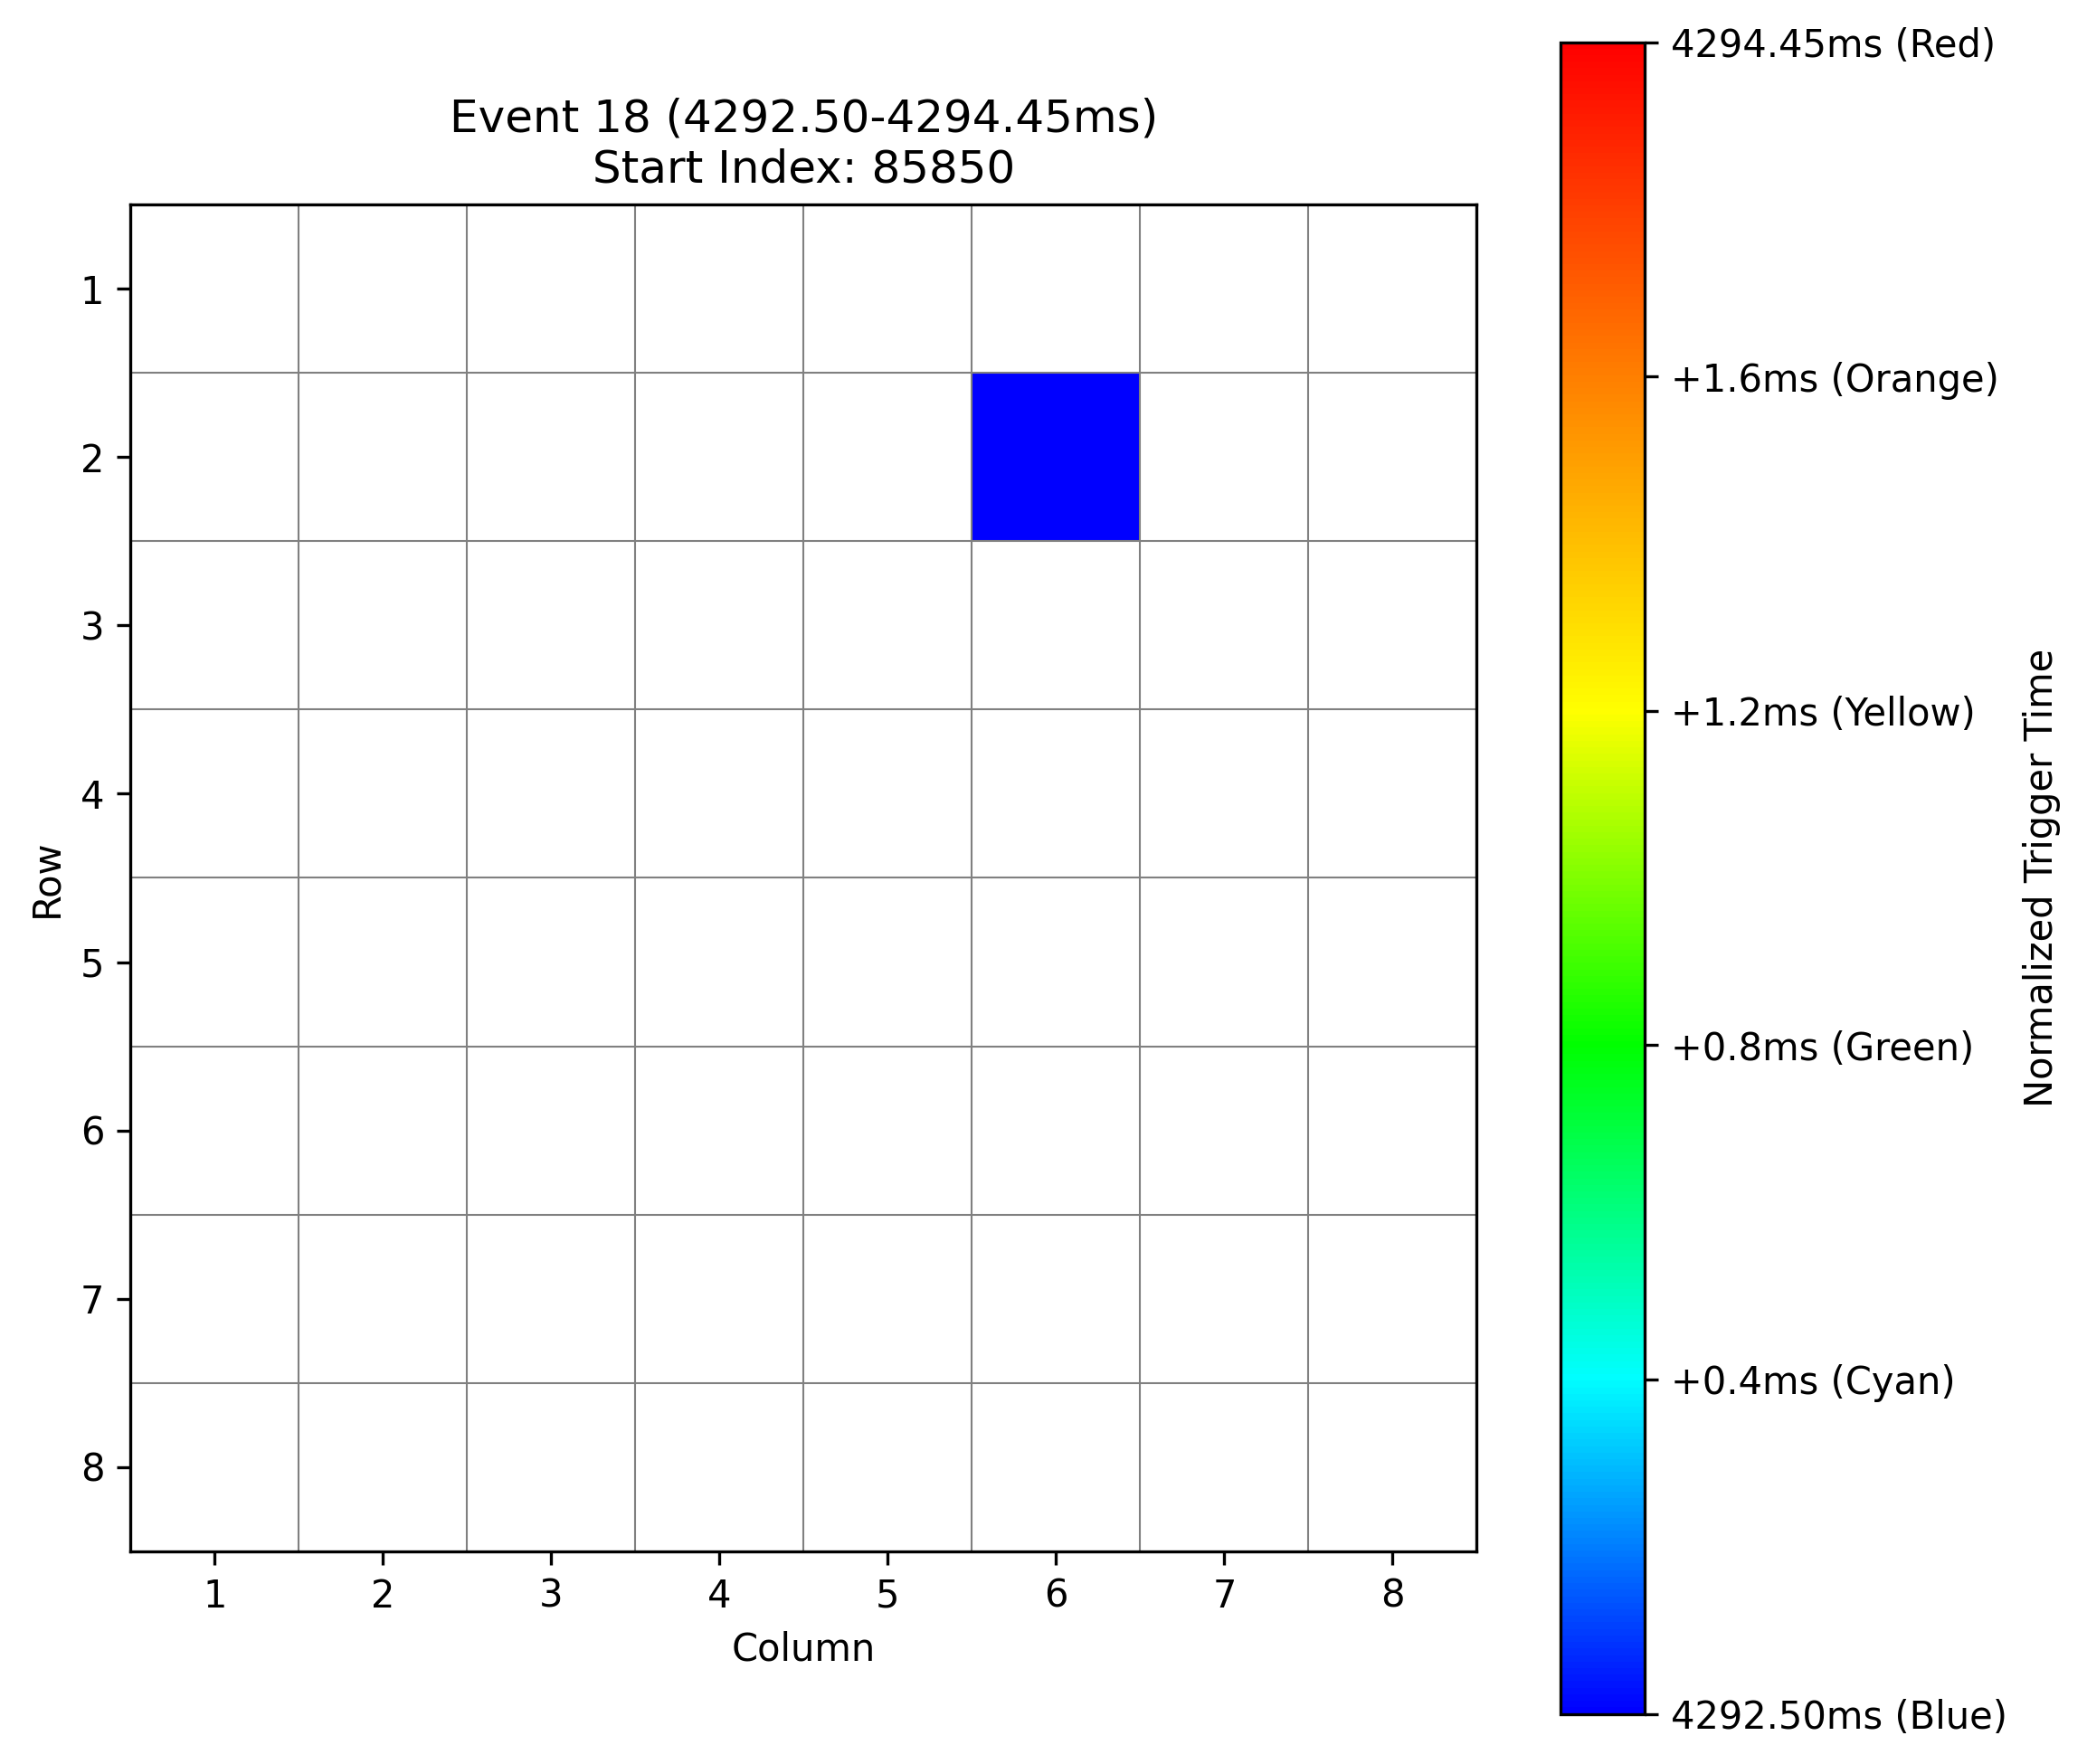 Event 18 (4292.50-4294.45ms)
Start Index: 85850
1
2
3
4
5
6
7
8
Row
1 2 3 4 5 6 7 8
Column
4294.45ms (Red)
+1.6ms (Orange)
+1.2ms (Yellow)
+0.8ms (Green)
+0.4ms (Cyan)
4292.50ms (Blue)
Normalized Trigger Time